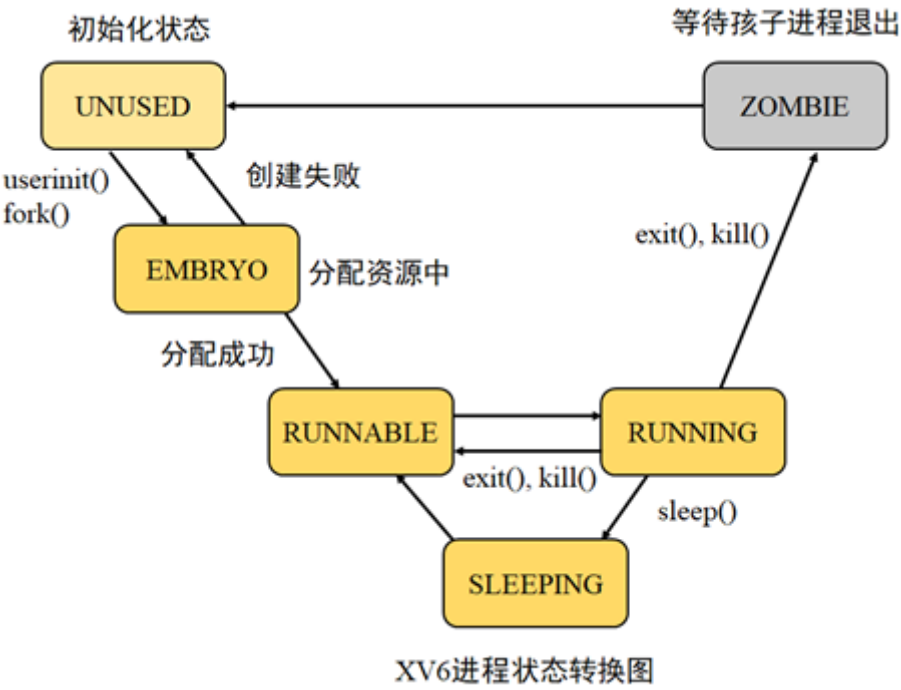 初始化状态
等待孩子进程退出
UNUSED
ZOMBIE
userinit()
fork()
创建失败
exit(), kill()
EMBRYO
分配资源中
分配成功
RUNNABLE
RUNNING
exit(), kill()
sleep()
SLEEPING
XV6进程状态转换图